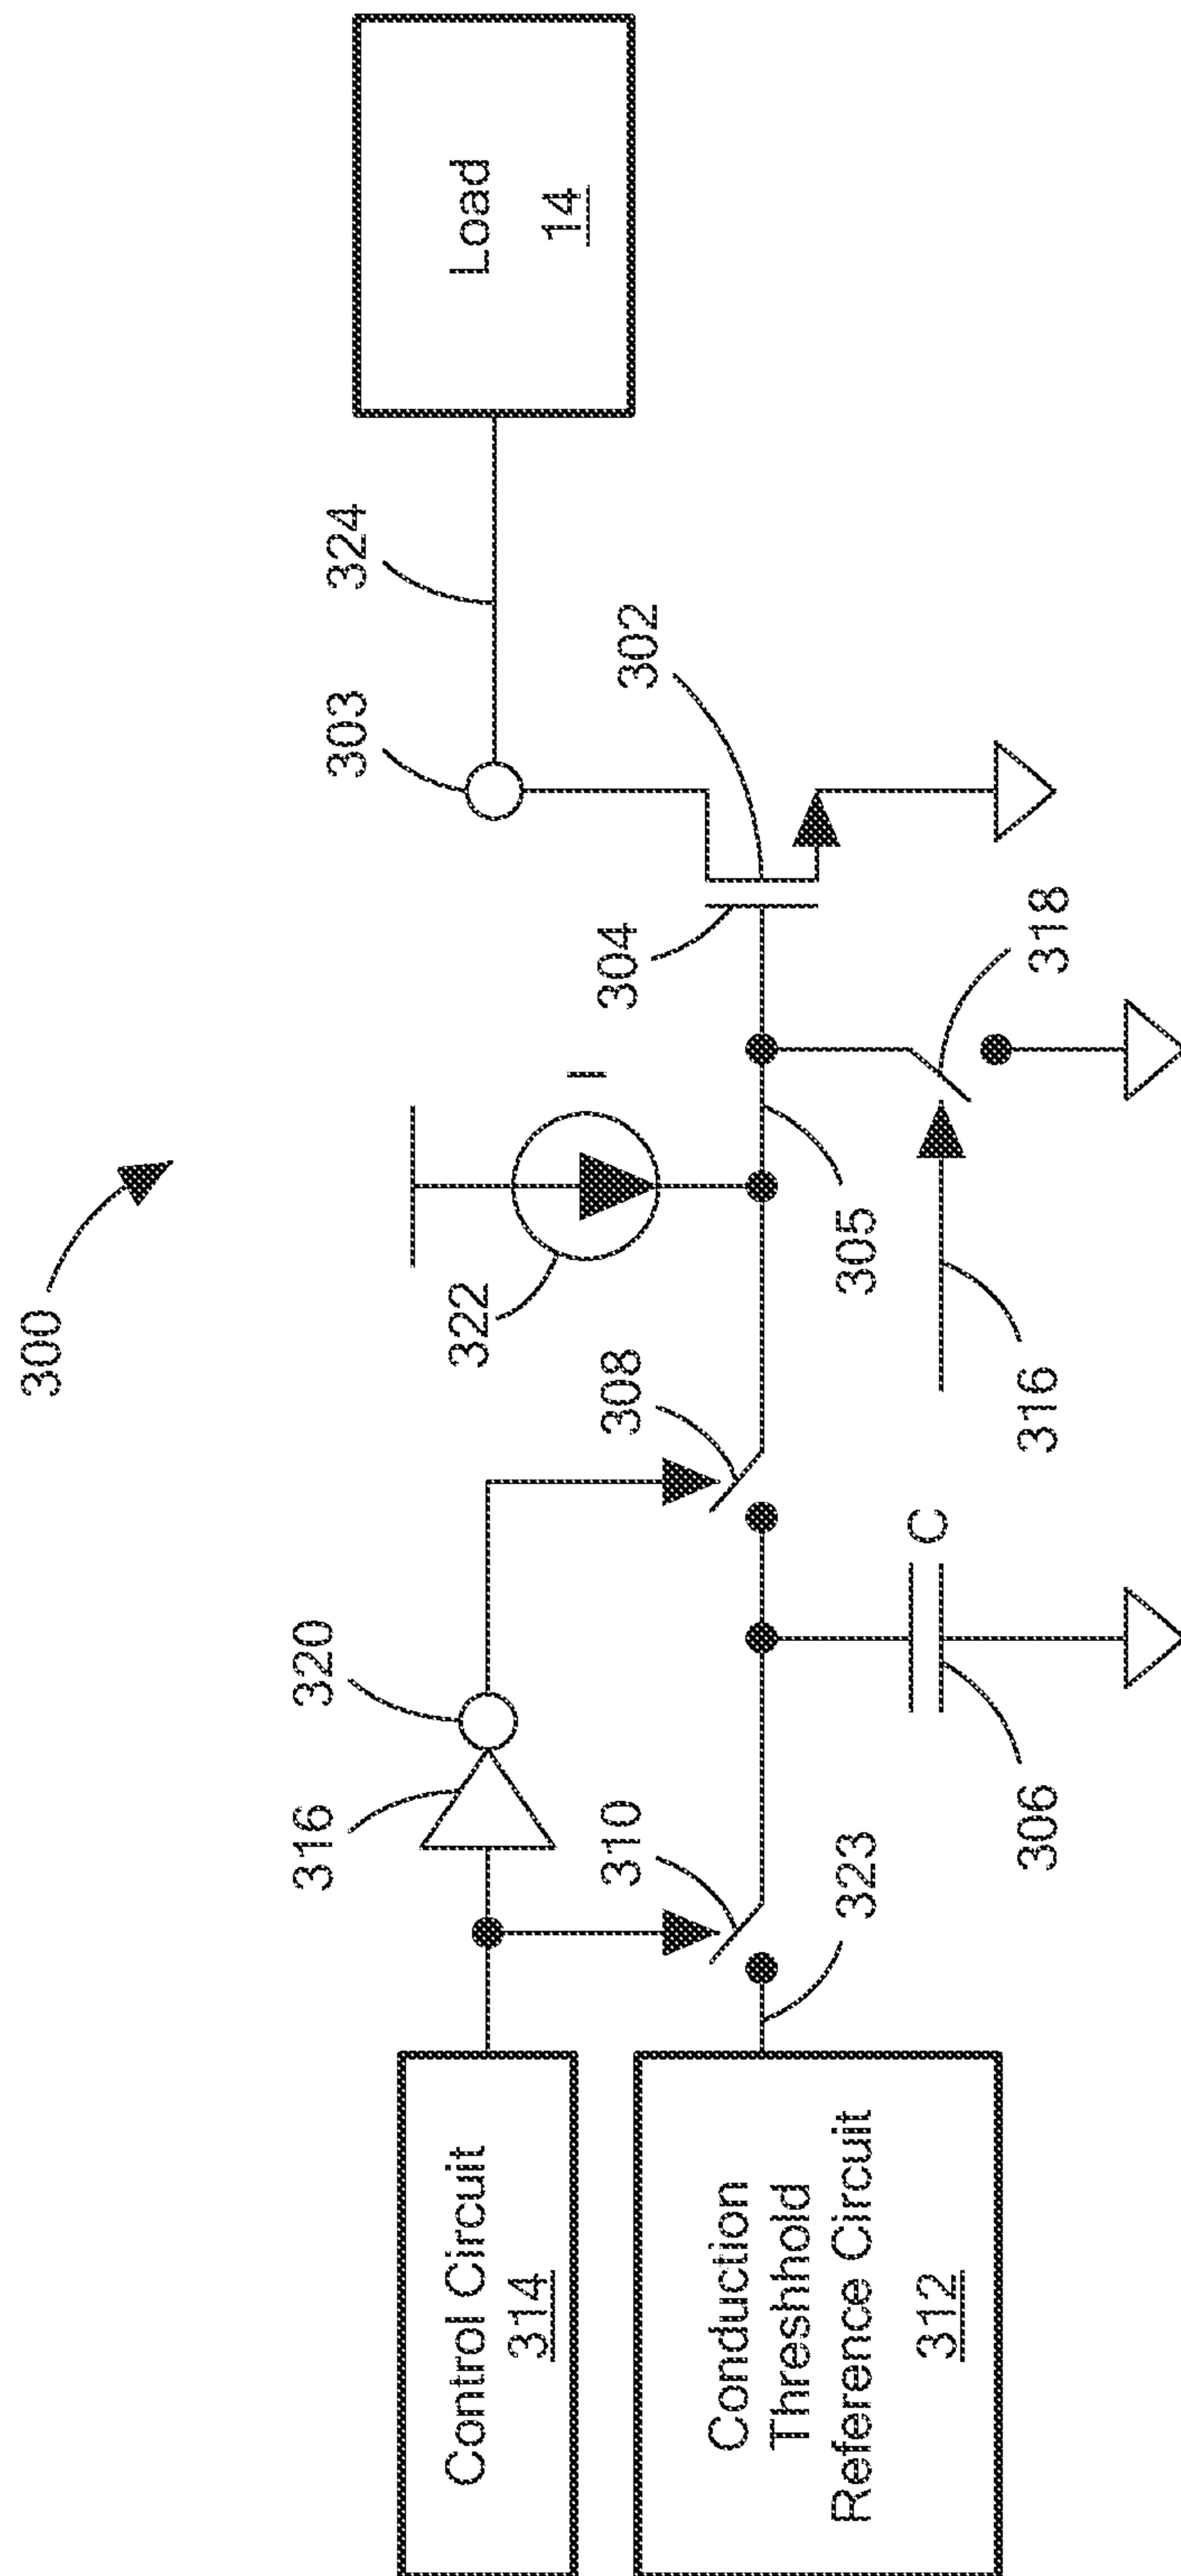 300
Control Circuit
314
316
320
322
I
303
324
Load
14
310
308
304
302
Conduction
Threshhold
Reference Circuit
312
323
306
C
305
316
318